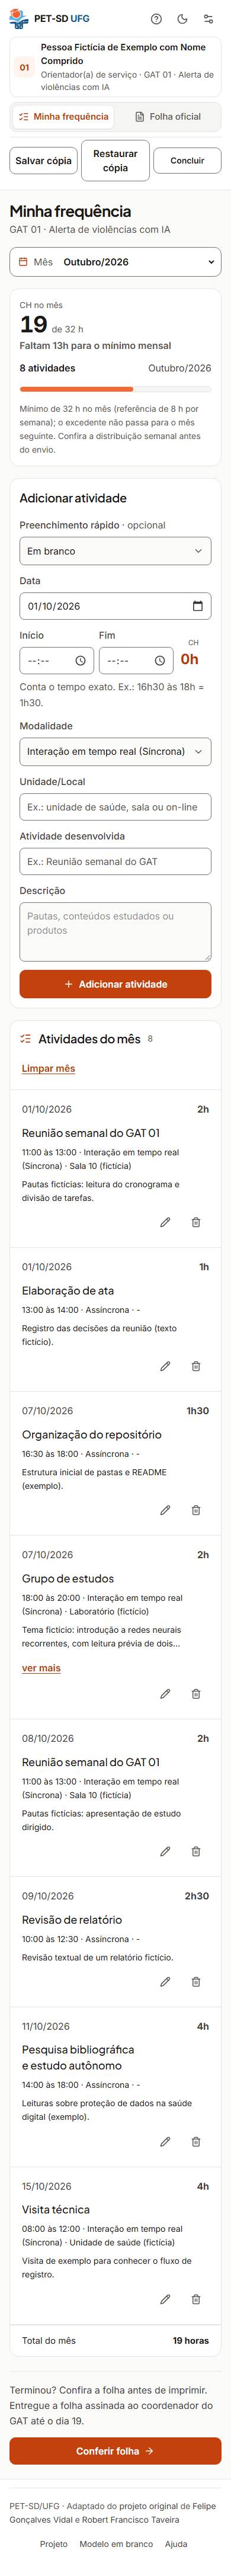 PET-SD UFG
01
Pessoa Fictícia de Exemplo com Nome
Comprido
Orientador(a) de serviço · GAT 01 · Alerta de
violências com IA
Minha frequência
Folha oficial
Salvar cópia
Restaurar
cópia
Concluir
Minha frequência
GAT 01 · Alerta de violências com IA
Mês Outubro/2026
CH no mês
19 de 32 h
Faltam 13h para o mínimo mensal
8 atividades Outubro/2026
Mínimo de 32 h no mês (referência de 8 h por
semana); o excedente não passa para o mês
seguinte. Confira a distribuição semanal antes
do envio.
Adicionar atividade
Preenchimento rápido · opcional
Em branco
Data
01/10/2026
Início Fim CH
--:-- --:-- 0h
Conta o tempo exato. Ex.: 16h30 às 18h =
1h30.
Modalidade
Interação em tempo real (Síncrono)
Unidade/Local
Ex.: unidade de saúde, sala ou on-line
Atividade desenvolvida
Ex.: Reunião semanal do GAT
Descrição
Pautas, conteúdos estudados ou
produtos
+ Adicionar atividade
Atividades do mês 8
Limpar mês
01/10/2026 2h
Reunião semanal do GAT 01
11:00 às 13:00 · Interação em tempo real
(Síncrona) · Sala 10 (fictícia)
Pautas fictícias: leitura do cronograma e
divisão de tarefas.
01/10/2026 1h
Elaboração de ata
13:00 às 14:00 · Assíncrona · -
Registro das decisões da reunião (texto
fictício).
07/10/2026 1h30
Organização do repositório
16:30 às 18:00 · Assíncrona · -
Estrutura inicial de pastas e README
(exemplo).
07/10/2026 2h
Grupo de estudos
18:00 às 20:00 · Interação em tempo real
(Síncrona) · Laboratório (fictício)
Tema fictício: introdução a redes neurais
recorrentes, com leitura prévia de dois...
ver mais
08/10/2026 2h
Reunião semanal do GAT 01
11:00 às 13:00 · Interação em tempo real
(Síncrona) · Sala 10 (fictícia)
Pautas fictícias: apresentação de estudo
dirigido.
09/10/2026 2h30
Revisão de relatório
10:00 às 12:30 · Assíncrona · -
Revisão textual de um relatório fictício.
11/10/2026 4h
Pesquisa bibliográfica
e estudo autônomo
14:00 às 18:00 · Assíncrona · -
Leituras sobre proteção de dados na saúde
digital (exemplo).
15/10/2026 4h
Visita técnica
08:00 às 12:00 · Interação em tempo real
(Síncrona) · Unidade de saúde (fictícia)
Visita de exemplo para conhecer o fluxo de
registro.
Total do mês 19 horas
Terminou? Confira a folha antes de imprimir.
Entregue a folha assinada ao coordenador do
GAT até o dia 19.
Conferir folha →
PET-SD/UFG · Adaptado do projeto original de Felipe
Gonçalves Vidal e Robert Francisco Taveira
Projeto Modelo em branco Ajuda